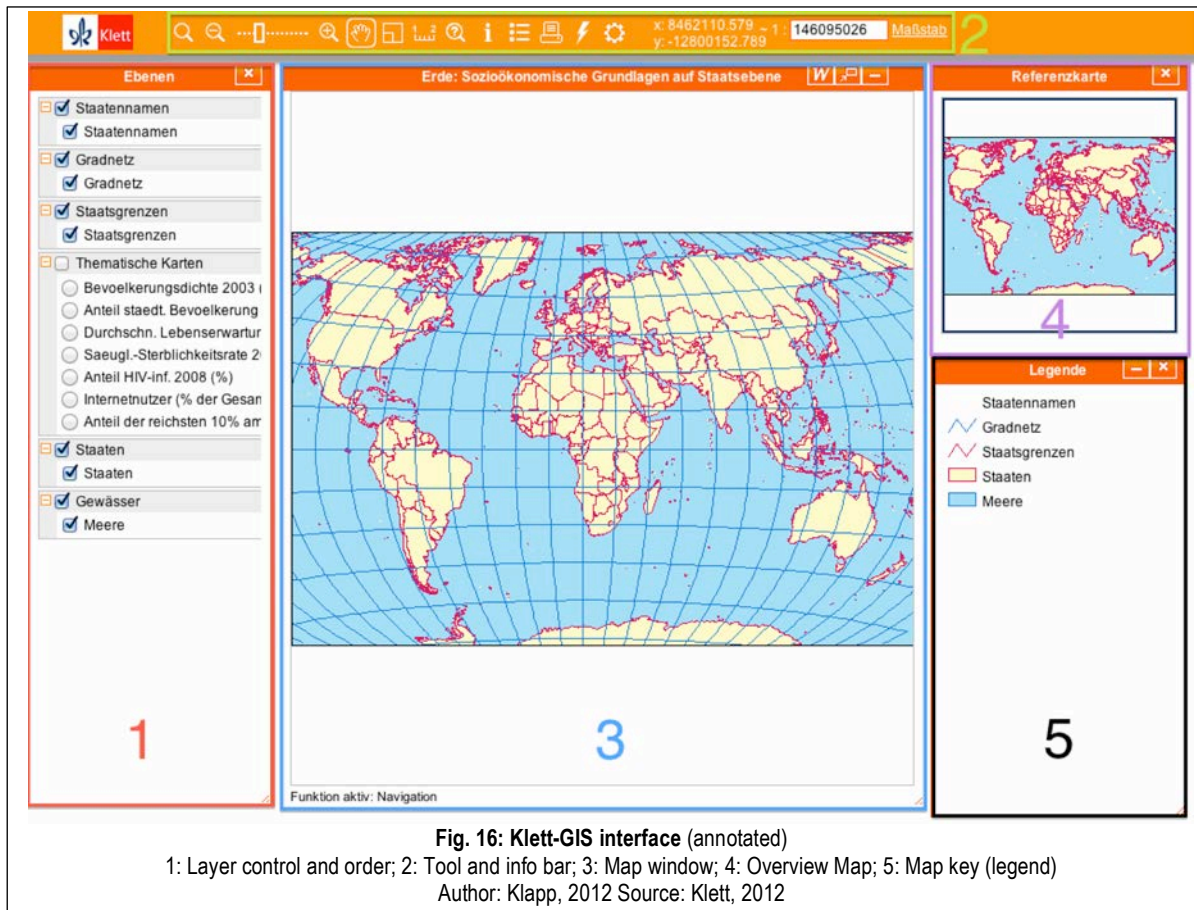 Klett
x: 8462110.579
y: -12800152.789
~ 1 : 146095026 Maßstab
2
Ebenen
Staatennamen
Staatennamen
Gradnetz
Gradnetz
Staatsgrenzen
Staatsgrenzen
Thematische Karten
Bevoelkerungsdichte 2003 (
Anteil staedt. Bevoelkerung
Durchschn. Lebenserwartur
Saeugl.-Sterblichkeitsrate 20
Anteil HIV-inf. 2008 (%)
Internetnutzer (% der Gesan
Anteil der reichsten 10% am
Staaten
Staaten
Gewässer
Meere
1
Erde: Sozioökonomische Grundlagen auf Staatsebene
W
3
Funktion aktiv: Navigation
Referenzkarte
4
Legende
Staatennamen
Gradnetz
Staatsgrenzen
Staaten
Meere
5
Fig. 16: Klett-GIS interface (annotated)
1: Layer control and order; 2: Tool and info bar; 3: Map window; 4: Overview Map; 5: Map key (legend)
Author: Klapp, 2012 Source: Klett, 2012